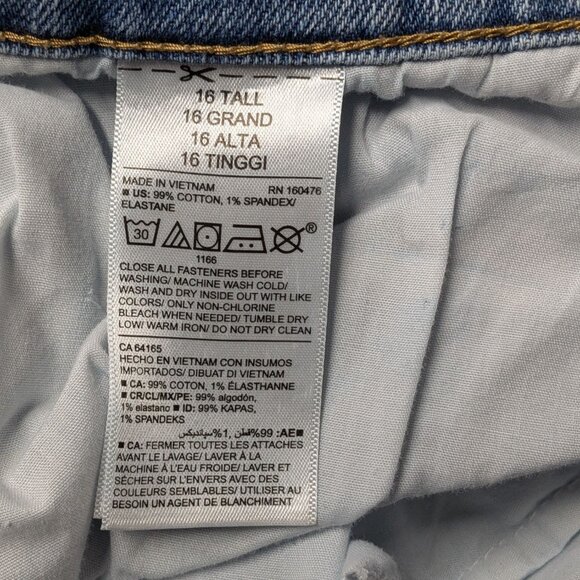 16 TALL
16 GRAND
16 ALTA
16 TINGGI
MADE IN VIETNAM RN 160476
■ US: 99% COTTON, 1% SPANDEX/
ELASTANE
30 ®
1166
CLOSE ALL FASTENERS BEFORE
WASHING/ MACHINE WASH COLD/
WASH AND DRY INSIDE OUT WITH LIKE
COLORS/ ONLY NON-CHLORINE
BLEACH WHEN NEEDED/ TUMBLE DRY
LOW/ WARM IRON/ DO NOT DRY CLEAN
CA 64165
HECHO EN VIETNAM CON INSUMOS
IMPORTADOS/ DIBUAT DI VIETNAM
■ CA: 99% COTON, 1% ÉLASTHANNE
■ CR/CL/MX/PE: 99% algodón,
1% elastano ■ ID: 99% KAPAS,
1% SPANDEKS
■ AE: 99% قطن, 1% سباندیکس
■ CA: FERMER TOUTES LES ATTACHES
AVANT LE LAVAGE/ LAVER À LA
MACHINE À L'EAU FROIDE/ LAVER ET
SÉCHER SUR L'ENVERS AVEC DES
COULEURS SEMBLABLES/ UTILISER AU
BESOIN UN AGENT DE BLANCHIMENT